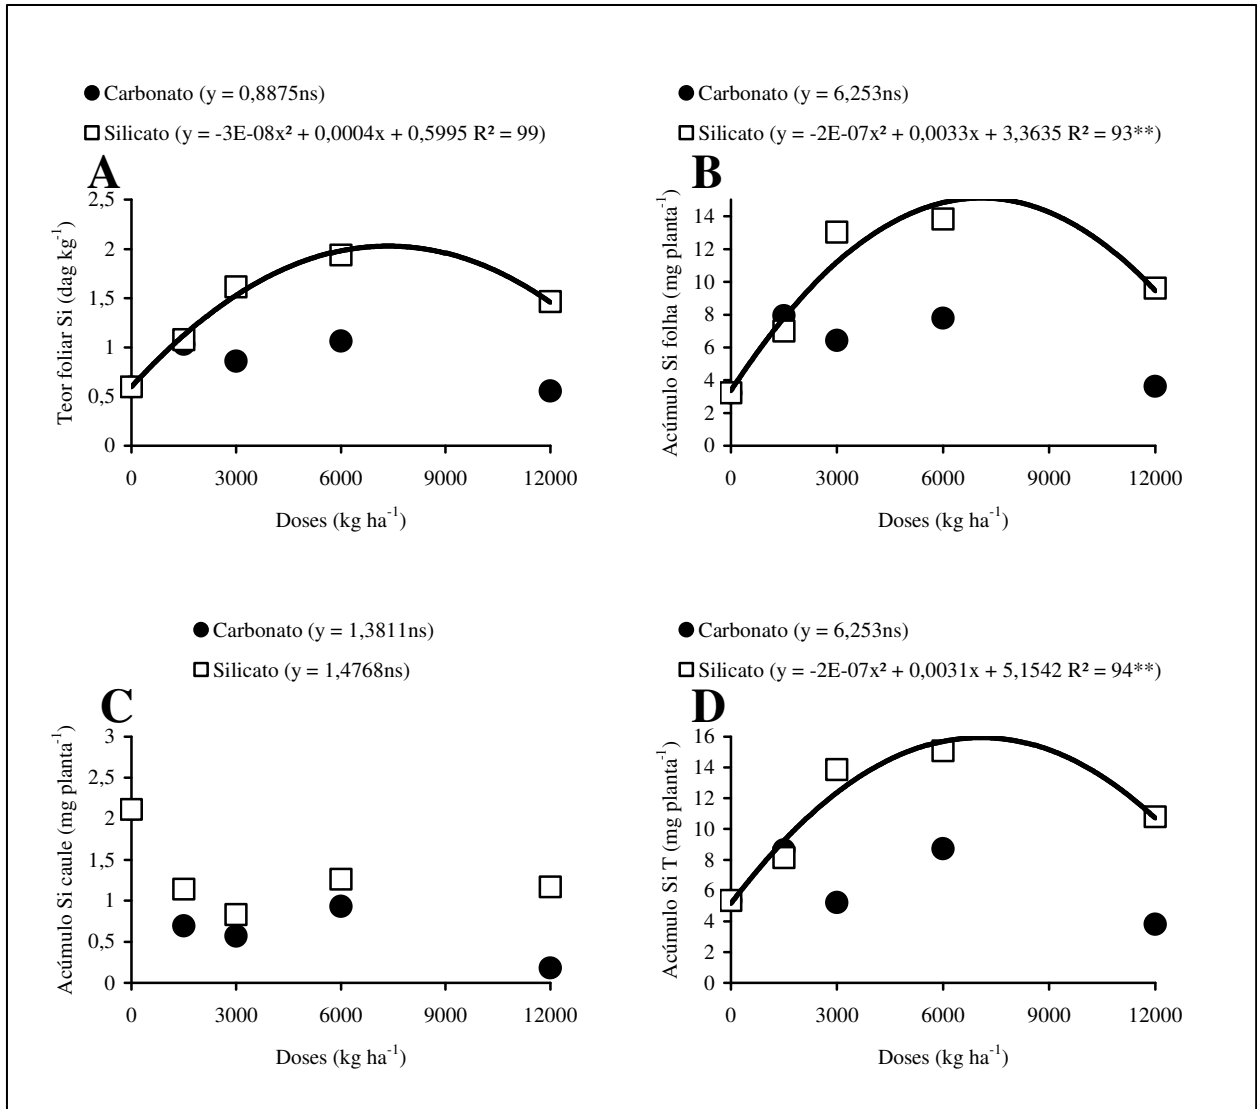 ● Carbonato (y = 0,8875ns)
□ Silicato (y = -3E-08x² + 0,0004x + 0,5995 R² = 99)
A
Teor foliar Si (dag kg⁻¹)
2,5
2
1,5
1
0,5
0
0 3000 6000 9000 12000
Doses (kg ha⁻¹)
● Carbonato (y = 6,253ns)
□ Silicato (y = -2E-07x² + 0,0033x + 3,3635 R² = 93**)
B
Acúmulo Si folha (mg planta⁻¹)
14
12
10
8
6
4
2
0
0 3000 6000 9000 12000
Doses (kg ha⁻¹)
● Carbonato (y = 1,3811ns)
□ Silicato (y = 1,4768ns)
C
Acúmulo Si caule (mg planta⁻¹)
3
2,5
2
1,5
1
0,5
0
0 3000 6000 9000 12000
Doses (kg ha⁻¹)
● Carbonato (y = 6,253ns)
□ Silicato (y = -2E-07x² + 0,0031x + 5,1542 R² = 94**)
D
Acúmulo Si T (mg planta⁻¹)
16
14
12
10
8
6
4
2
0
0 3000 6000 9000 12000
Doses (kg ha⁻¹)